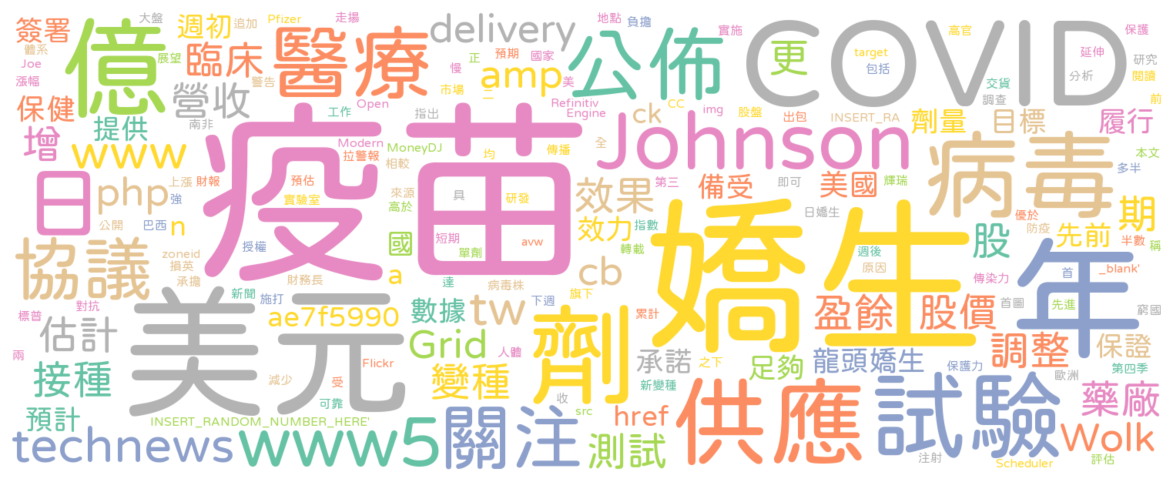 簽署
體系
Joe
漲幅
億
大盤
展望
週初
追加
Pfizer
走揚
臨床
警告
醫療
delivery
正
慢
預期
國家
amp
市場
二
美
地點
負擔
公佈
實施
更
COVID
target
包括
高官
保護
延伸
交貨
調查
分析
研究
閱讀
前
保健
營收
提供
南非
工作
Open
指出
Refinitiv
Engine
CC
img
股盤
出包
INSERT_RA
劑量
目標
履行
增
www
Modern
拉警報
MoneyDJ
相較
ck
均
傳播
全
Johnson
病毒
本文
多半
日
php
上漲
財報
強
預估
實驗室
疫苗
來源
高於
具
研發
效果
第三
備受
即可
美國
輝瑞
期
優於
防疫
半數
稱
公開
巴西
n
授權
國
短期
單劑
avw
效力
指數
轉載
日嬌生
股
先前
協議
zoneid
損英
承擔
財務長
a
達
病毒株
cb
嬌生
週後
原因
傳染力
首
_blank'
年
先進
窮國
對抗
標普
新聞
施打
ae7f5990
數據
tw
下週
旗下
劑
累計
盈餘
股價
首圖
美元
估計
兩
接種
Grid
人體
承諾
新變種
之下
足夠
龍頭嬌生
保護力
調整
歐洲
保證
第四季
預計
減少
受
可靠
Flickr
變種
收
src
href
供應
試驗
藥廠
INSERT_RANDOM_NUMBER_HERE'
technews
www5
關注
測試
注射
Wolk
Scheduler
評估